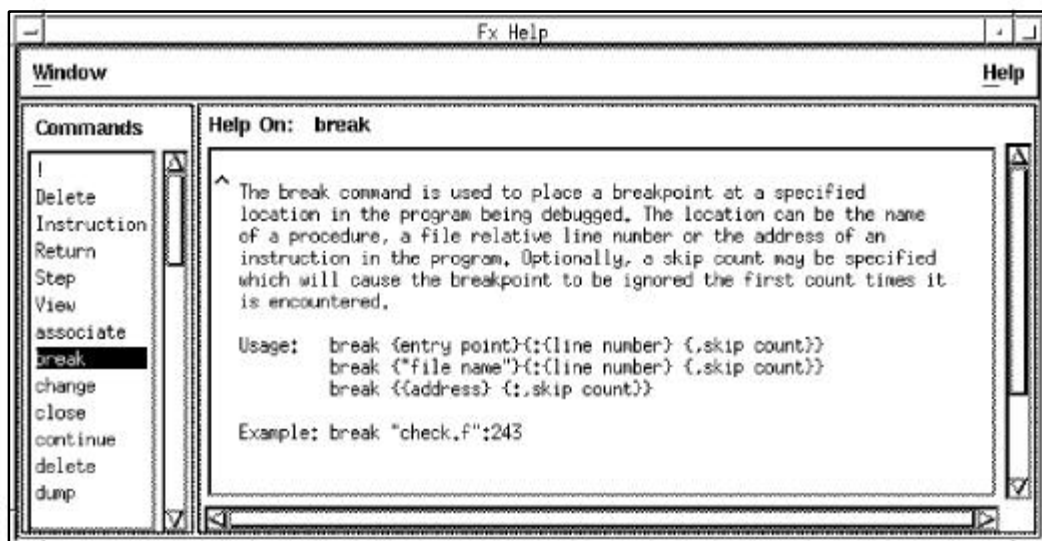 Fx Help
Window
Help
Commands
!
Delete
Instruction
Return
Step
View
associate
break
change
close
continue
delete
dump
Help On: break
The break command is used to place a breakpoint at a specified
location in the program being debugged. The location can be the name
of a procedure, a file relative line number or the address of an
instruction in the program. Optionally, a skip count may be specified
which will cause the breakpoint to be ignored the first count times it
is encountered.
Usage: break {entry point}{:{line number} {,skip count}}
break {"file name"}{:{line number} {,skip count}}
break {{address} {:,skip count}}
Example: break "check.f":243